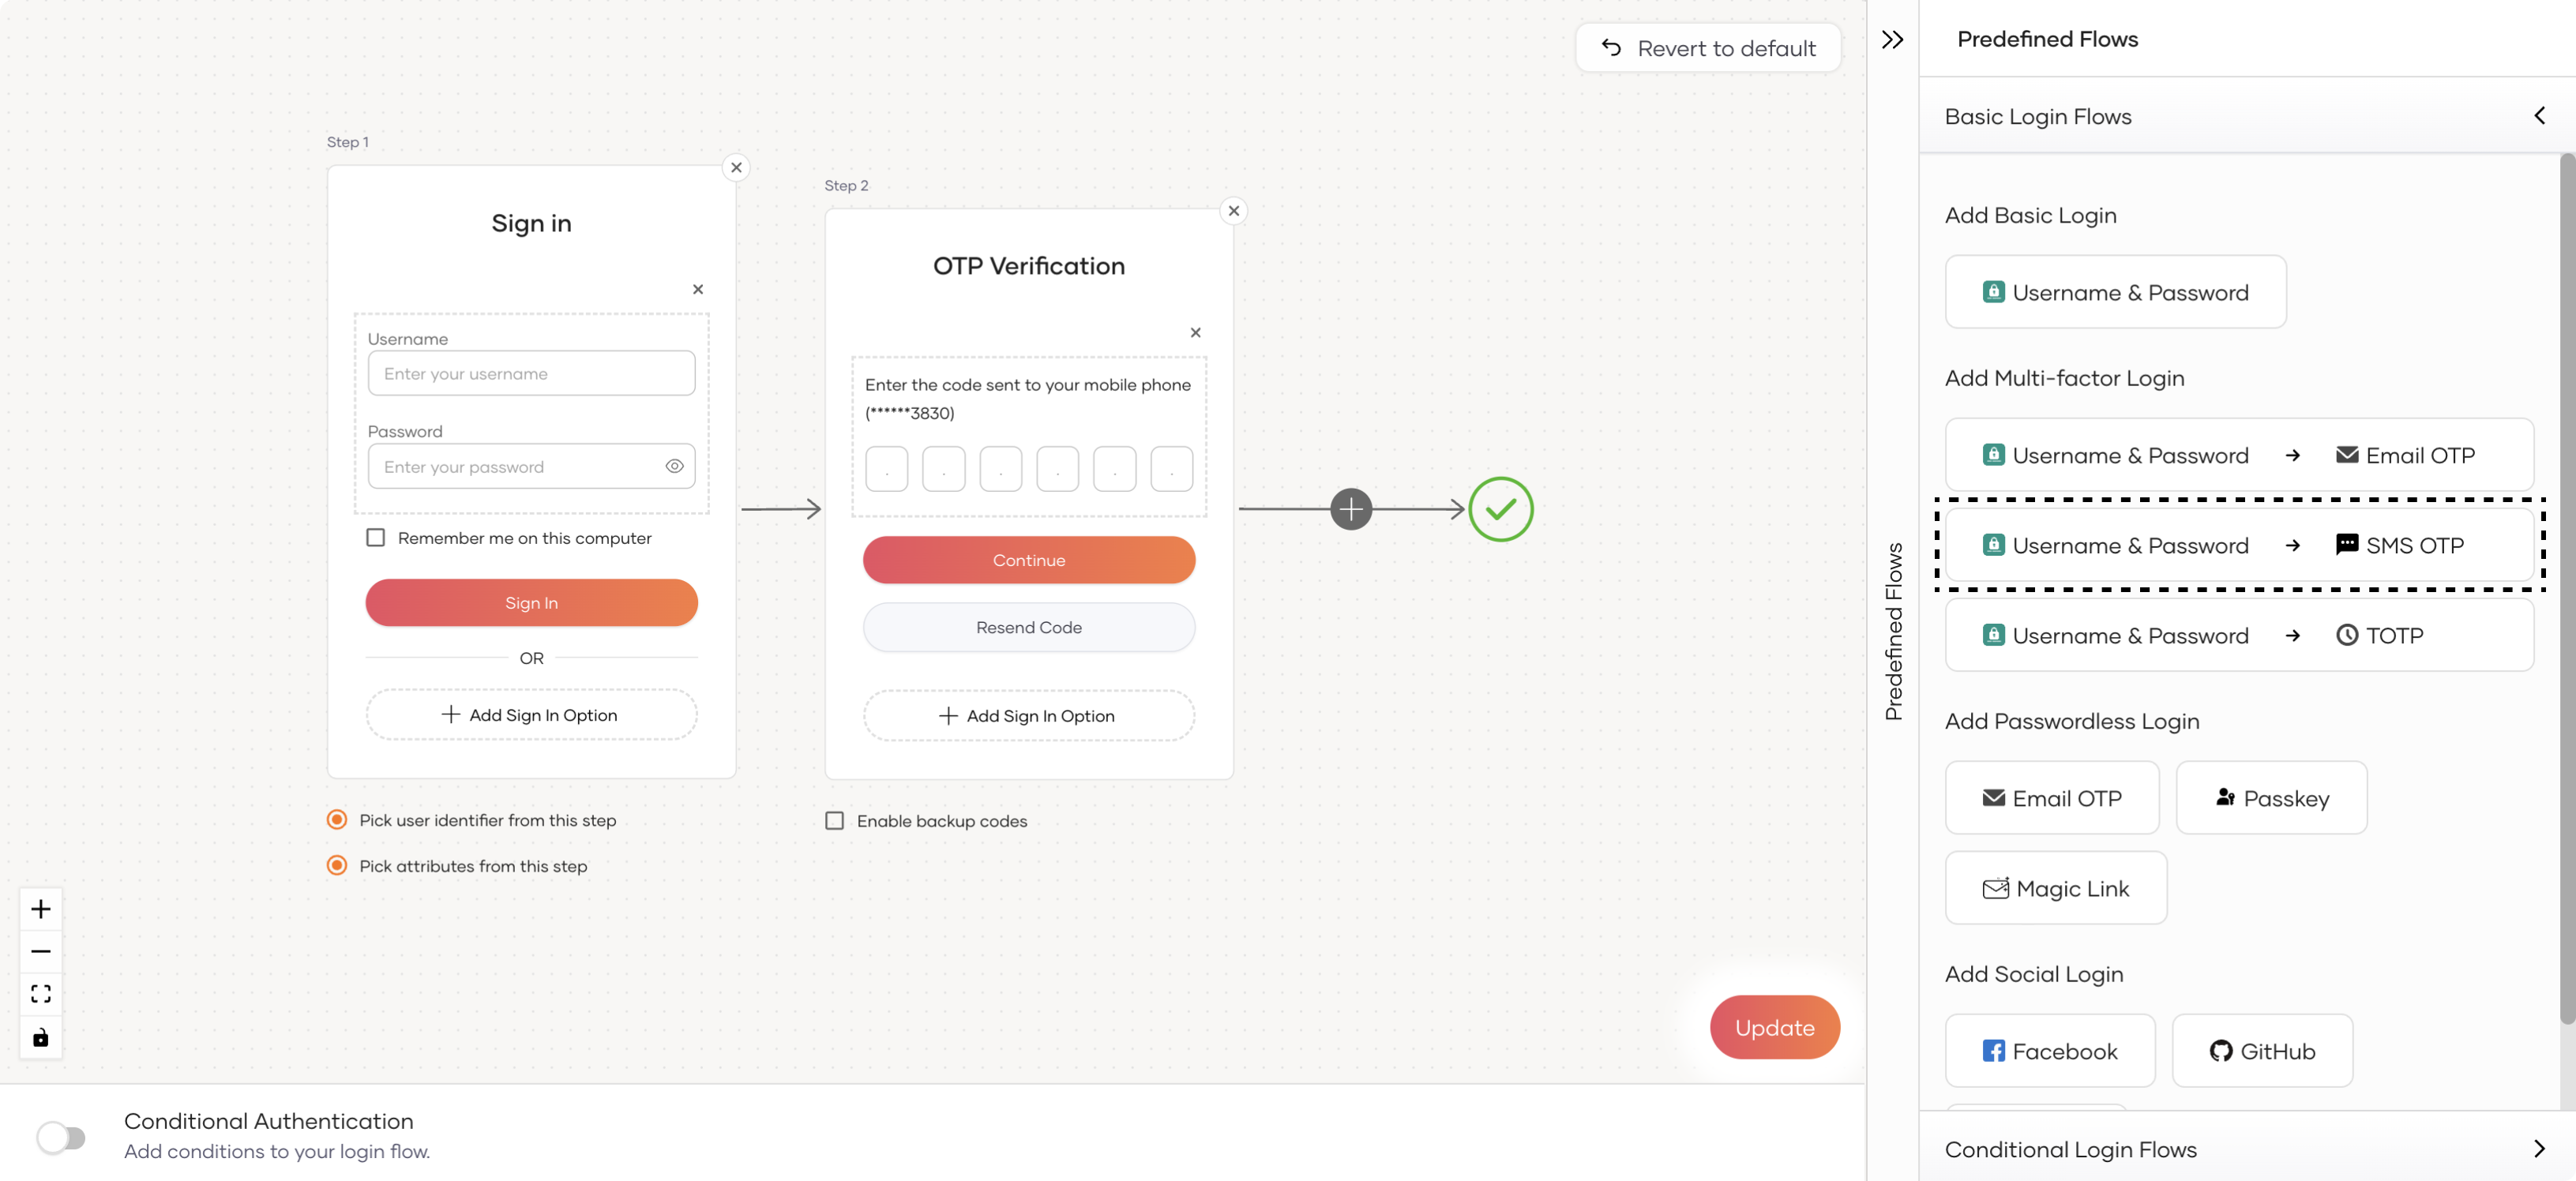 Revert to default
Step 1
Sign in
Username
Enter your username
Password
Enter your password
Remember me on this computer
Sign In
OR
Add Sign In Option
Pick user identifier from this step
Pick attributes from this step
Step 2
OTP Verification
Enter the code sent to your mobile phone
(******3830)
. . . . . .
Continue
Resend Code
Add Sign In Option
Enable backup codes
Update
Conditional Authentication
Add conditions to your login flow.
Predefined Flows
Predefined Flows
Basic Login Flows
Add Basic Login
Username & Password
Add Multi-factor Login
Username & Password → Email OTP
Username & Password → SMS OTP
Username & Password → TOTP
Add Passwordless Login
Email OTP
Passkey
Magic Link
Add Social Login
Facebook
GitHub
Conditional Login Flows